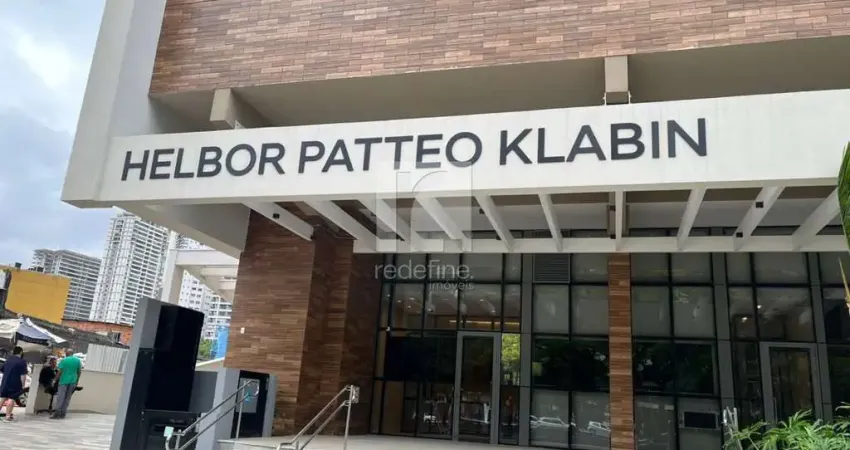 HELBOR PATTEO KLABIN
redefine.
imóveis